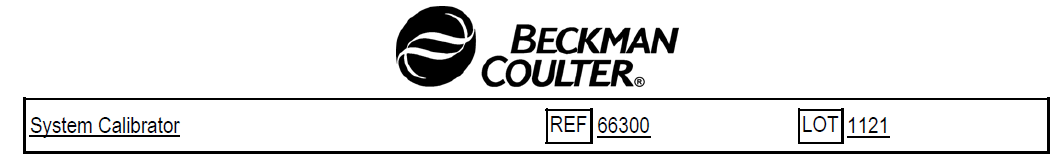 BECKMAN
COULTER®
System Calibrator REF 66300 LOT 1121